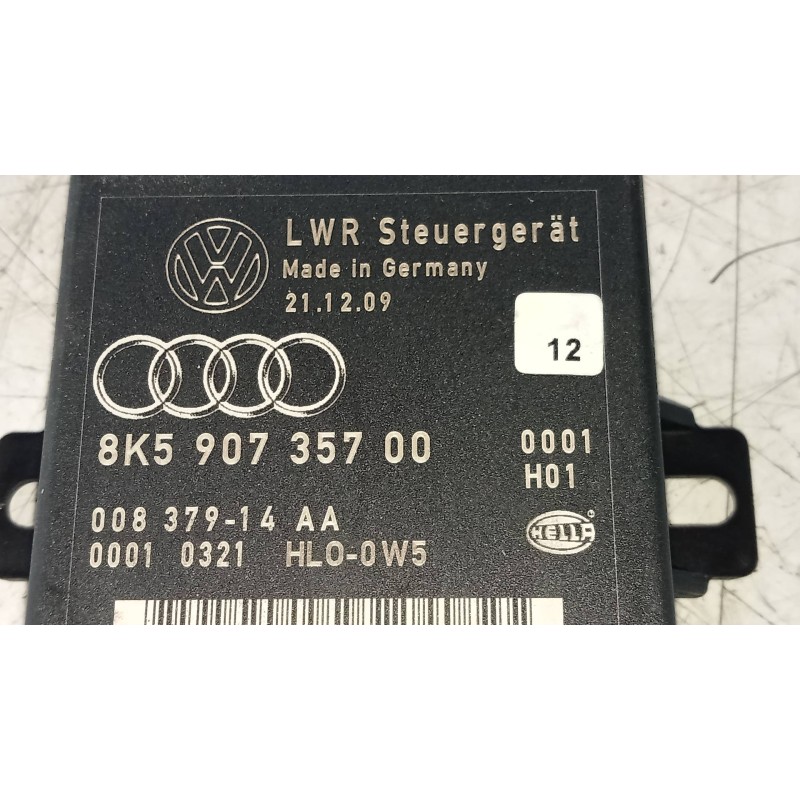 LWR Steuergerät
Made in Germany
21.12.09
12
8K5 907 357 00
0001
H01
008 379-14 AA
0001 0321 HLO-0W5
HELLA